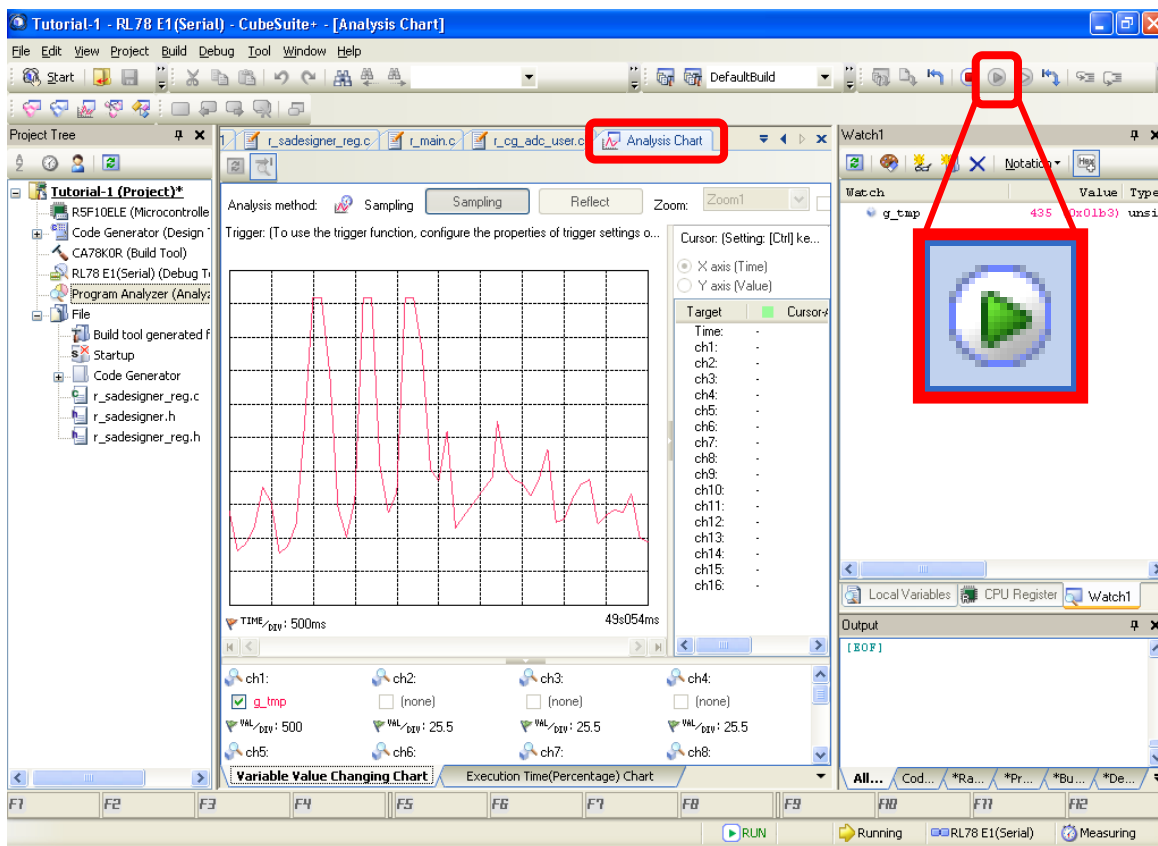 Tutorial-1 - RL78 E1(Serial) - CubeSuite+ - [Analysis Chart]
File Edit View Project Build Debug Tool Window Help
Start DefaultBuild
Project Tree
r_sadesigner_reg.c r_main.c r_cg_adc_user.c Analysis Chart
Watch1
Notation Hex
Tutorial-1 (Project)*
R5F10ELE (Microcontrolle
Code Generator (Design
CA78K0R (Build Tool)
RL78 E1(Serial) (Debug T
Program Analyzer (Analy
File
Build tool generated f
Startup
Code Generator
r_sadesigner_reg.c
r_sadesigner.h
r_sadesigner_reg.h
Analysis method: Sampling Sampling Reflect Zoom: Zoom1
Trigger: (To use the trigger function, configure the properties of trigger settings o...
Cursor: (Setting: [Ctrl] ke...
X axis (Time)
Y axis (Value)
Target Cursor-
Time: -
ch1: -
ch2: -
ch3: -
ch4: -
ch5: -
ch6: -
ch7: -
ch8: -
ch9: -
ch10: -
ch11: -
ch12: -
ch13: -
ch14: -
ch15: -
ch16: -
TIME/DIV: 500ms 49s054ms
ch1: ch2: ch3: ch4:
g_tmp (none) (none) (none)
VAL/DIV: 500 VAL/DIV: 25.5 VAL/DIV: 25.5 VAL/DIV: 25.5
ch5: ch6: ch7: ch8:
Variable Value Changing Chart Execution Time(Percentage) Chart
Watch Value Type
g_tmp 435 (0x01b3) unsi
Local Variables CPU Register Watch1
Output
[EOF]
All... Cod... *Ra... *Pr... *Bu... *De...
F1 F2 F3 F4 F5 F6 F7 F8 F9 F10 F11 F12
RUN Running RL78 E1(Serial) Measuring